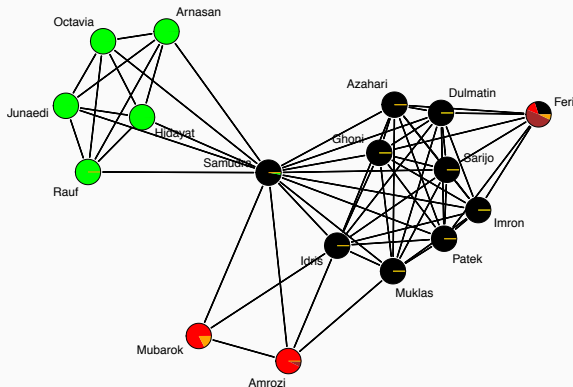 Arnasan
Octavia
Azahari
Dulmatin
Feri
Junaedi
Hidayat
Ghoni
Samudra
Sarijo
Rauf
Imron
Idris
Patek
Muklas
Mubarok
Amrozi